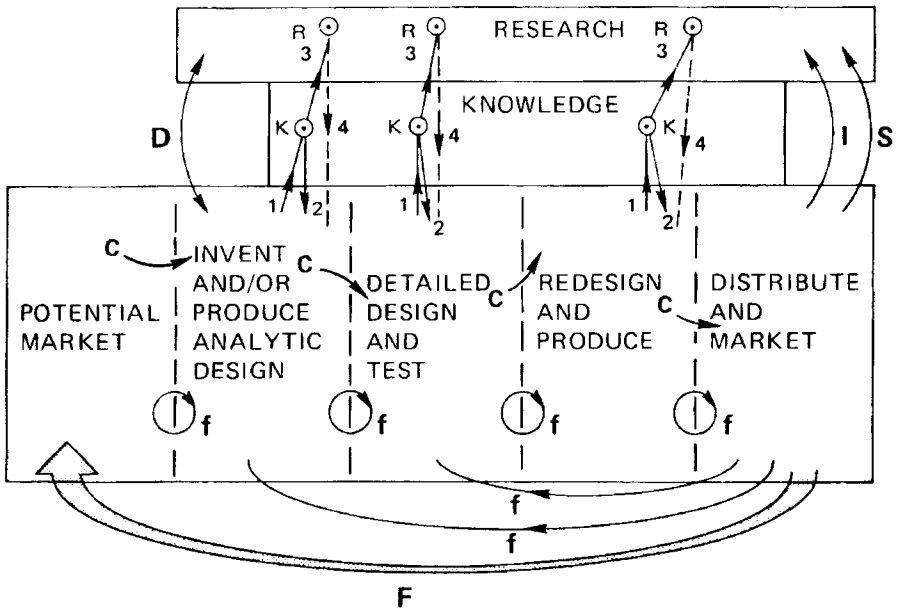 R RESEARCH R R
3 3 3
KNOWLEDGE
K 4 K 4 K 4
D I S
1 2 1 2 1 2
C INVENT
AND/OR
PRODUCE
ANALYTIC
DESIGN
POTENTIAL
MARKET
C DETAILED
DESIGN
AND
TEST
C REDESIGN
AND
PRODUCE
C DISTRIBUTE
AND
MARKET
f f f f
f
f
F